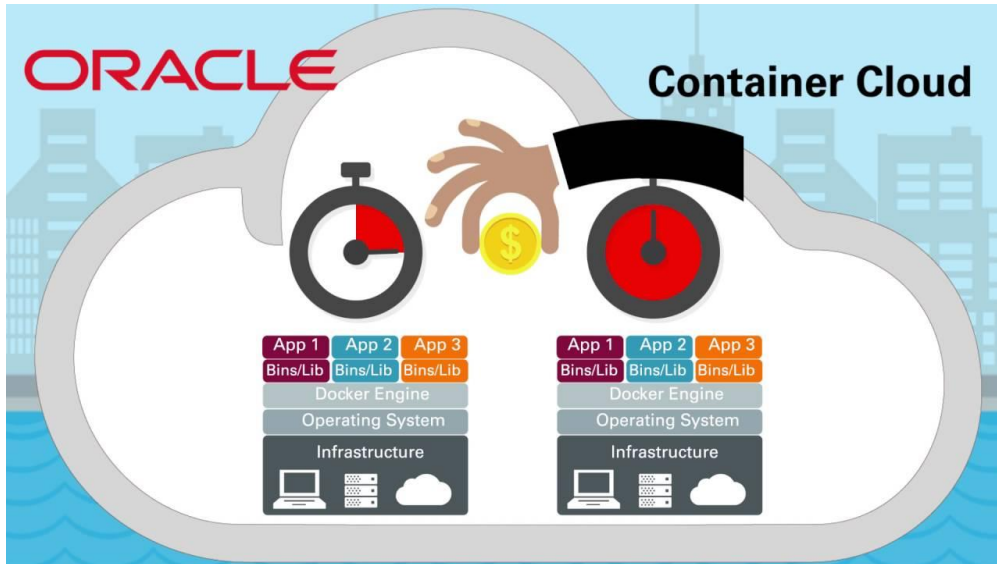 ORACLE
Container Cloud
$
App 1 App 2 App 3
Bins/Lib Bins/Lib Bins/Lib
Docker Engine
Operating System
Infrastructure
App 1 App 2 App 3
Bins/Lib Bins/Lib Bins/Lib
Docker Engine
Operating System
Infrastructure